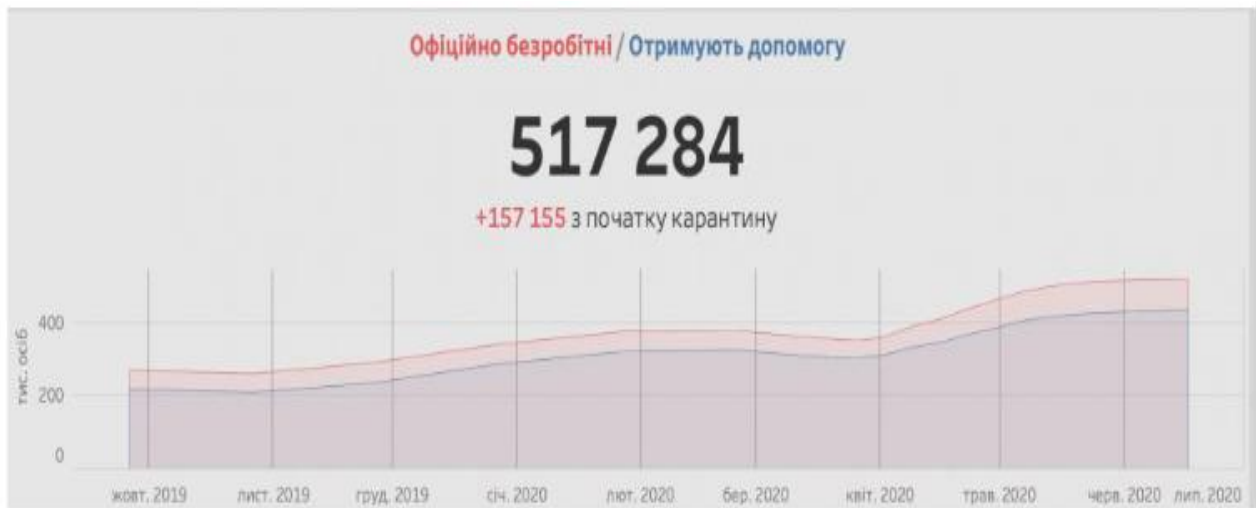 Офіційно безробітні / Отримують допомогу
517 284
+157 155 з початку карантину
тис. осіб
400
200
0
жовт. 2019 лист. 2019 груд. 2019 січ. 2020 лют. 2020 бер. 2020 квіт. 2020 трав. 2020 черв. 2020 лип. 2020